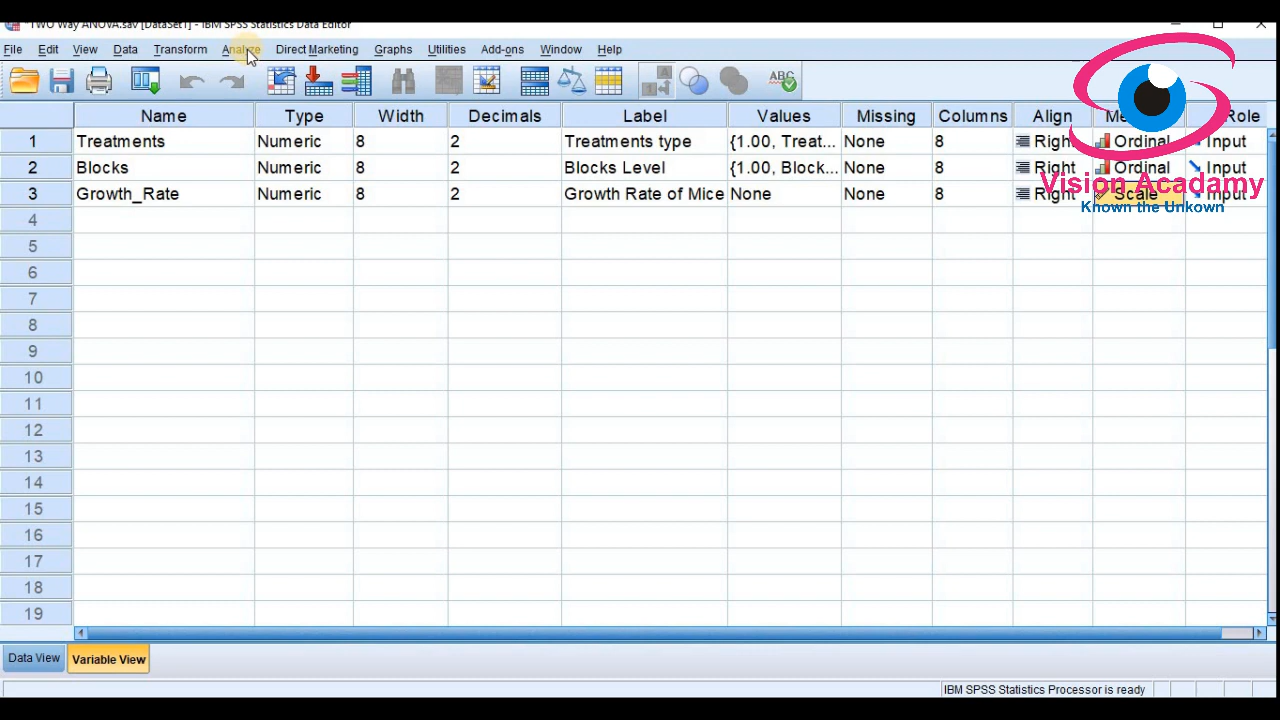 TWO Way ANOVA.sav [DataSet1] - IBM SPSS Statistics Data Editor
File Edit View Data Transform Analyze Direct Marketing Graphs Utilities Add-ons Window Help
ABC
Name Type Width Decimals Label Values Missing Columns Align Role
1 Treatments Numeric 8 2 Treatments type {1.00, Treat... None 8 Right Ordinal Input
2 Blocks Numeric 8 2 Blocks Level {1.00, Block... None 8 Right Ordinal Input
3 Growth_Rate Numeric 8 2 Growth Rate of Mice None None 8 Right Scale Input
Vision Acadamy
Known the Unkown
4
5
6
7
8
9
10
11
12
13
14
15
16
17
18
19
Data View Variable View
IBM SPSS Statistics Processor is ready